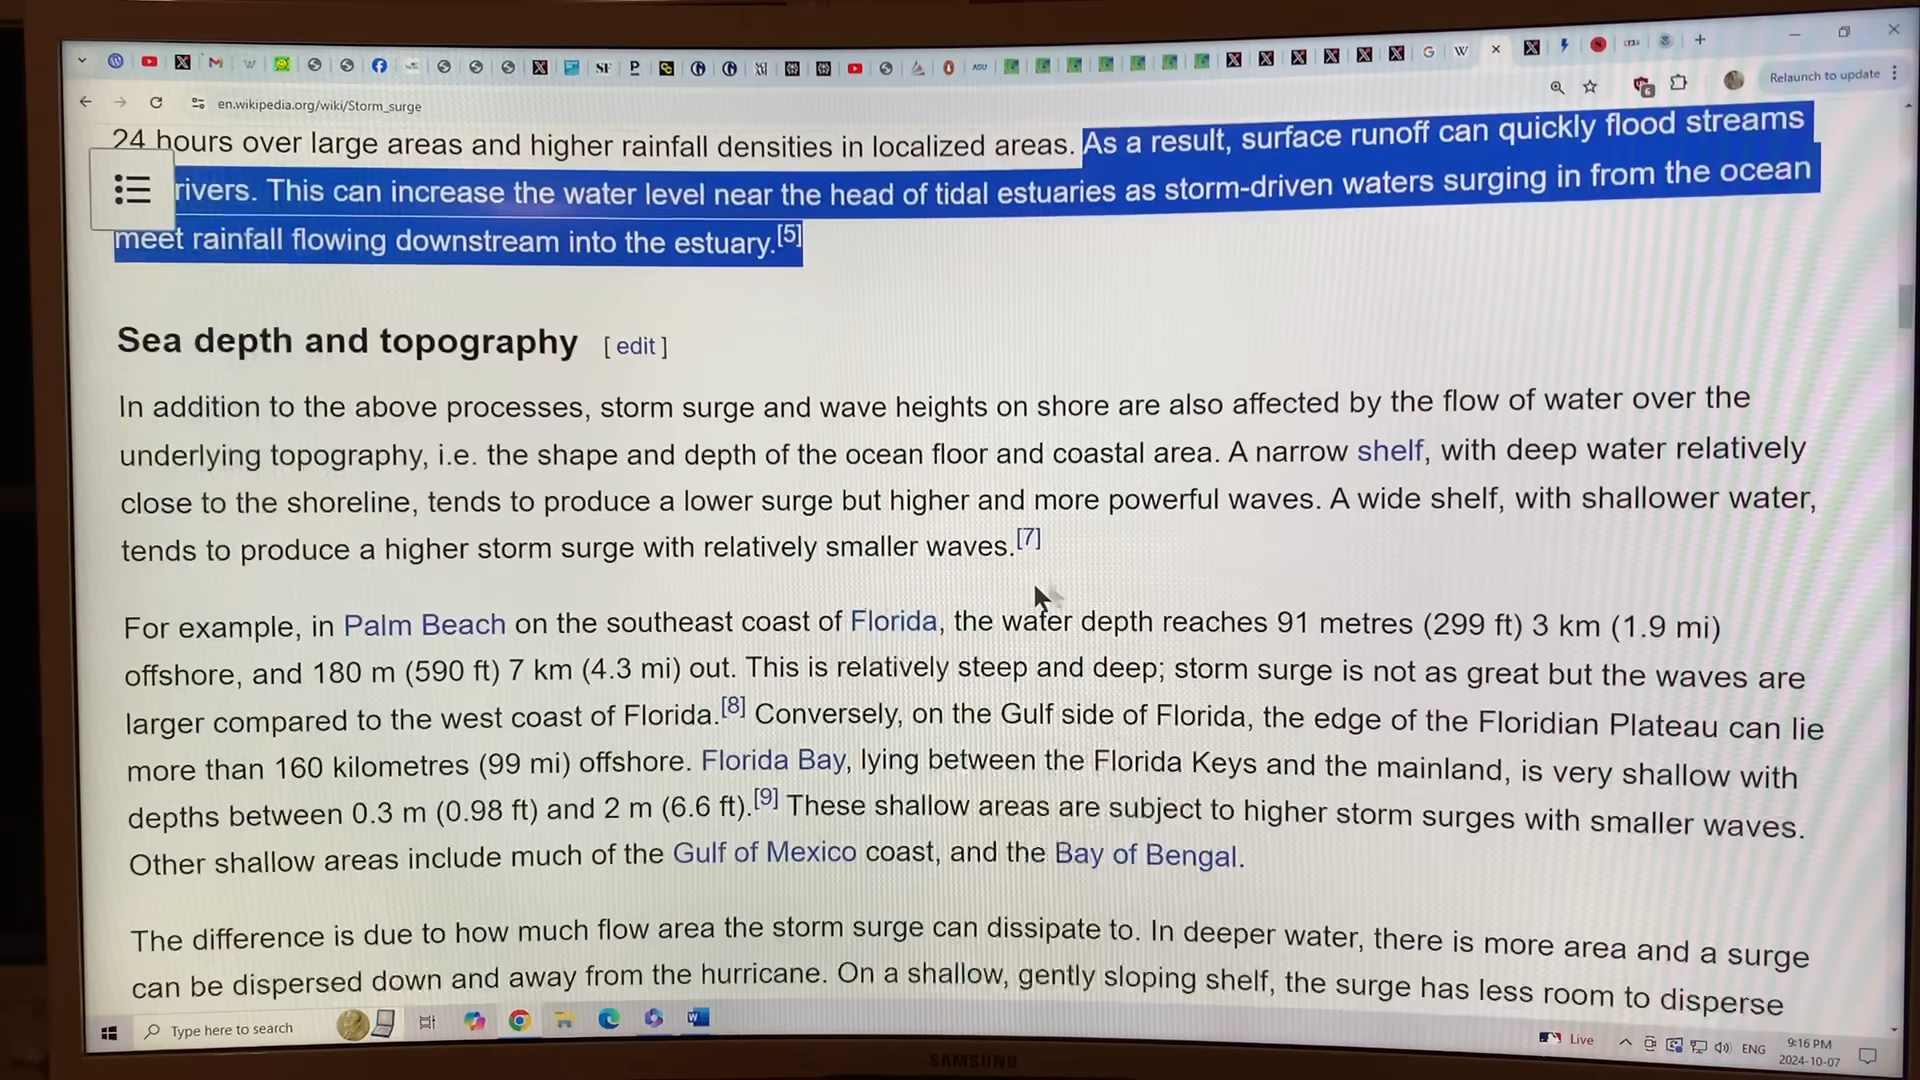 SF
Relaunch to update
en.wikipedia.org/wiki/Storm_surge
24 hours over large areas and higher rainfall densities in localized areas. As a result, surface runoff can quickly flood streams
rivers. This can increase the water level near the head of tidal estuaries as storm-driven waters surging in from the ocean
meet rainfall flowing downstream into the estuary.[5]
Sea depth and topography [ edit ]
In addition to the above processes, storm surge and wave heights on shore are also affected by the flow of water over the
underlying topography, i.e. the shape and depth of the ocean floor and coastal area. A narrow shelf, with deep water relatively
close to the shoreline, tends to produce a lower surge but higher and more powerful waves. A wide shelf, with shallower water,
tends to produce a higher storm surge with relatively smaller waves.[7]
For example, in Palm Beach on the southeast coast of Florida, the water depth reaches 91 metres (299 ft) 3 km (1.9 mi)
offshore, and 180 m (590 ft) 7 km (4.3 mi) out. This is relatively steep and deep; storm surge is not as great but the waves are
larger compared to the west coast of Florida.[8] Conversely, on the Gulf side of Florida, the edge of the Floridian Plateau can lie
more than 160 kilometres (99 mi) offshore. Florida Bay, lying between the Florida Keys and the mainland, is very shallow with
depths between 0.3 m (0.98 ft) and 2 m (6.6 ft).[9] These shallow areas are subject to higher storm surges with smaller waves.
Other shallow areas include much of the Gulf of Mexico coast, and the Bay of Bengal.
The difference is due to how much flow area the storm surge can dissipate to. In deeper water, there is more area and a surge
can be dispersed down and away from the hurricane. On a shallow, gently sloping shelf, the surge has less room to disperse
Type here to search
Live
ENG
9:16 PM
2024-10-07
SAMSUNG